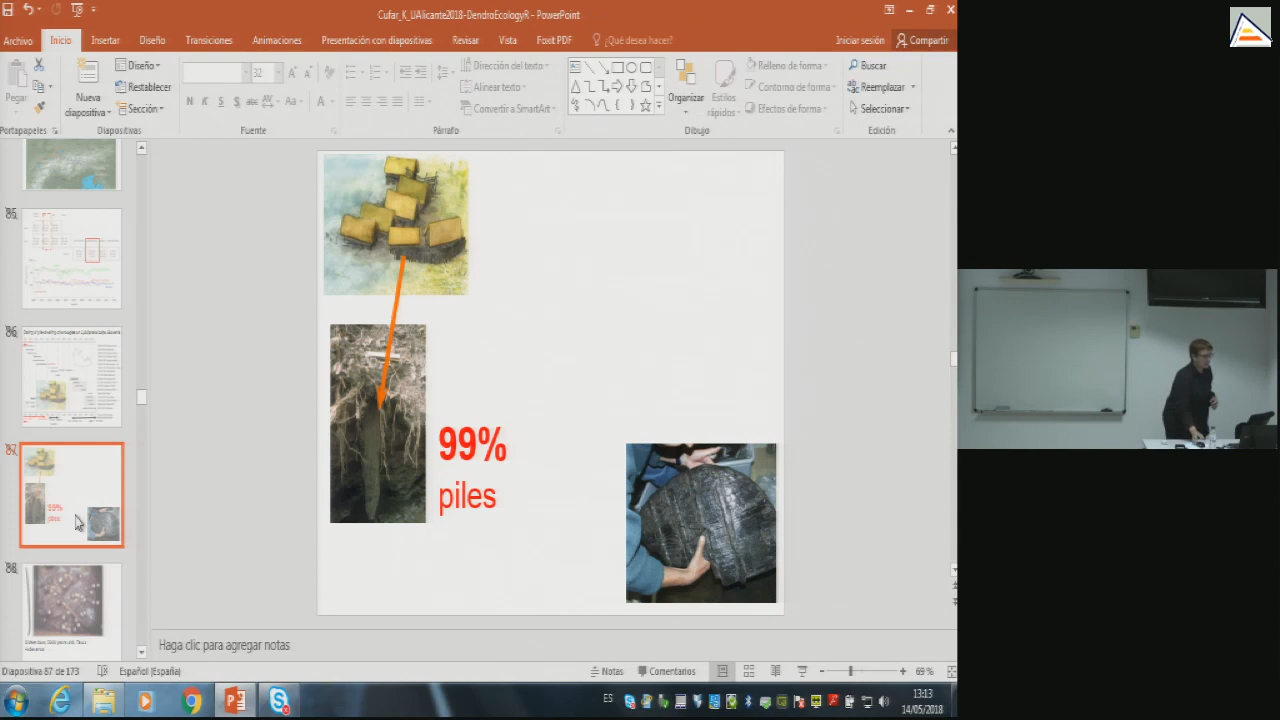 Cufar_K_UAlicante2018-DendroEcologyR - PowerPoint
Archivo Inicio Insertar Diseño Transiciones Animaciones Presentación con diapositivas Revisar Vista Foxit PDF ¿Qué desea hacer? Iniciar sesión Compartir
Pegar
Nueva diapositiva
Diseño
Restablecer
Sección
32
N K S S abc AV Aa A
Dirección del texto
Alinear texto
Convertir a SmartArt
Organizar
Estilos rápidos
Relleno de forma
Contorno de forma
Efectos de forma
Buscar
Reemplazar
Seleccionar
Portapapeles Diapositivas Fuente Párrafo Dibujo Edición
85
86
87
88
99%
piles
Haga clic para agregar notas
Diapositiva 87 de 173 Español (España) Notas Comentarios 69 %
ES 13:13
14/05/2018